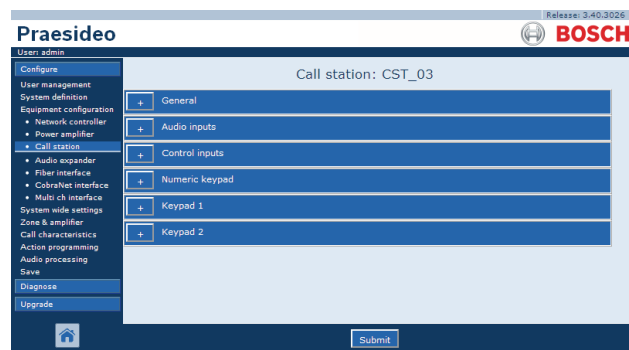 Release: 3.40.3026
Praesideo
BOSCH
User: admin
Configure
User management
System definition
Equipment configuration
• Network controller
• Power amplifier
• Call station
• Audio expander
• Fiber interface
• CobraNet interface
• Multi ch interface
System wide settings
Zone & amplifier
Call characteristics
Action programming
Audio processing
Save
Diagnose
Upgrade
Call station: CST_03
+ General
+ Audio inputs
+ Control inputs
+ Numeric keypad
+ Keypad 1
+ Keypad 2
Submit